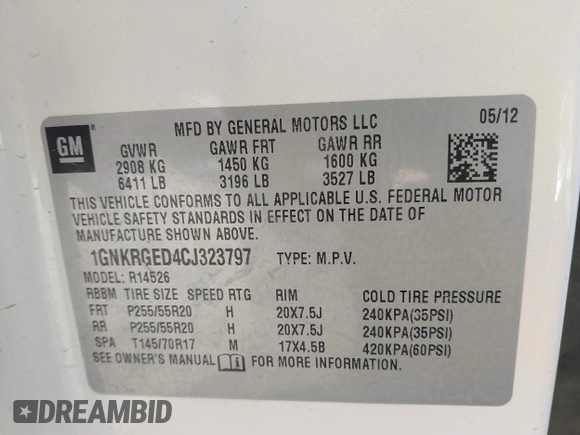 05/12
GM ®
MFD BY GENERAL MOTORS LLC
GVWR GAWR FRT GAWR RR
2908 KG 1450 KG 1600 KG
6411 LB 3196 LB 3527 LB
THIS VEHICLE CONFORMS TO ALL APPLICABLE U.S. FEDERAL MOTOR
VEHICLE SAFETY STANDARDS IN EFFECT ON THE DATE OF
MANUFACTURE SHOWN ABOVE.
1GNKRGED4CJ323797 TYPE: M.P.V.
MODEL: R14526
RBBM TIRE SIZE SPEED RTG RIM COLD TIRE PRESSURE
FRT P255/55R20 H 20X7.5J 240KPA(35PSI)
RR P255/55R20 H 20X7.5J 240KPA(35PSI)
SPA T145/70R17 M 17X4.5B 420KPA(60PSI)
SEE OWNER'S MANUAL FOR MORE INFORMATION.
DREAMBID